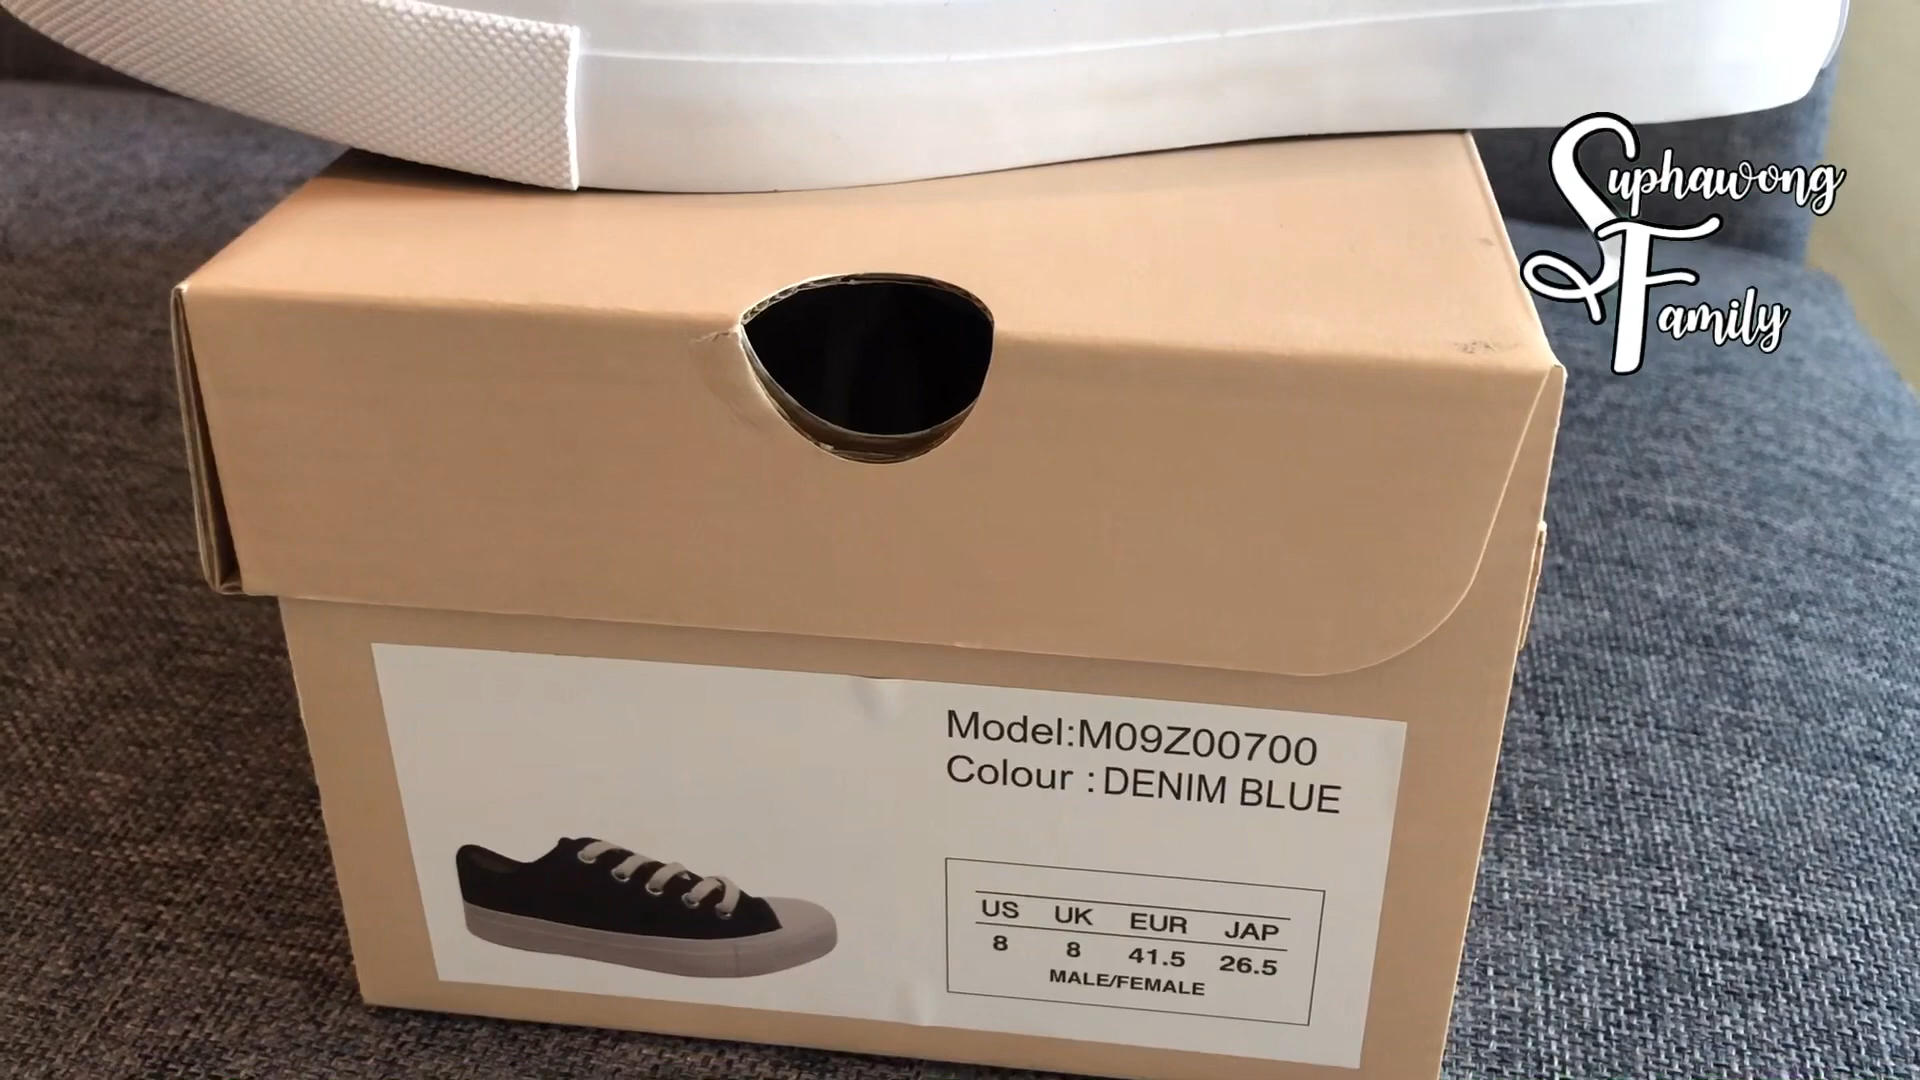 Suphawong
Family
Model:M09Z00700
Colour : DENIM BLUE
US UK EUR JAP
8 8 41.5 26.5
MALE/FEMALE